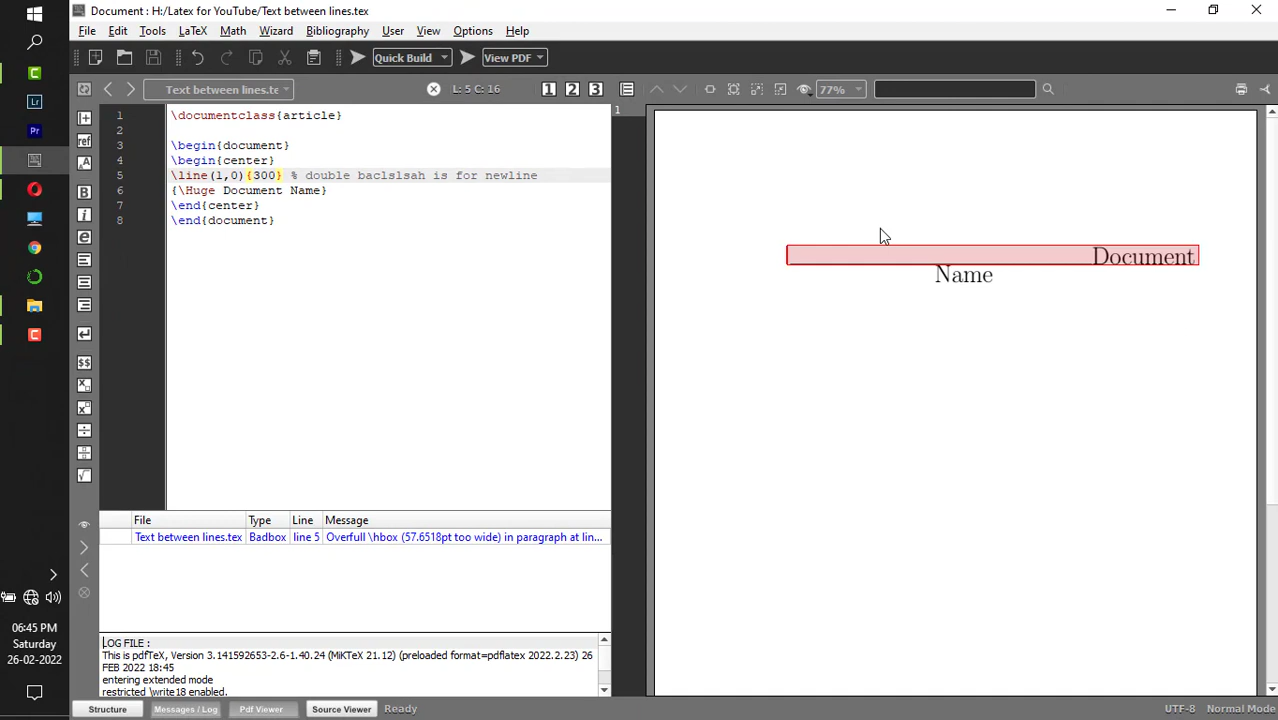 Document : H:/Latex for YouTube/Text between lines.tex
File Edit Tools LaTeX Math Wizard Bibliography User View Options Help
Quick Build View PDF
Text between lines.te L: 5 C: 16 1 2 3 77%
1 \documentclass{article}
2
3 \begin{document}
4 \begin{center}
5 \line(1,0){300} % double baclslsah is for newline
6 {\Huge Document Name}
7 \end{center}
8 \end{document}
1
Document
Name
File Type Line Message
Text between lines.tex Badbox line 5 Overfull \hbox (57.6518pt too wide) in paragraph at lin...
LOG FILE :
This is pdfTeX, Version 3.141592653-2.6-1.40.24 (MiKTeX 21.12) (preloaded format=pdflatex 2022.2.23) 26
FEB 2022 18:45
entering extended mode
restricted \write18 enabled.
Structure Messages / Log Pdf Viewer Source Viewer Ready UTF-8 Normal Mode
Lr
Pr
06:45 PM
Saturday
26-02-2022
ref
B
i
e
$$